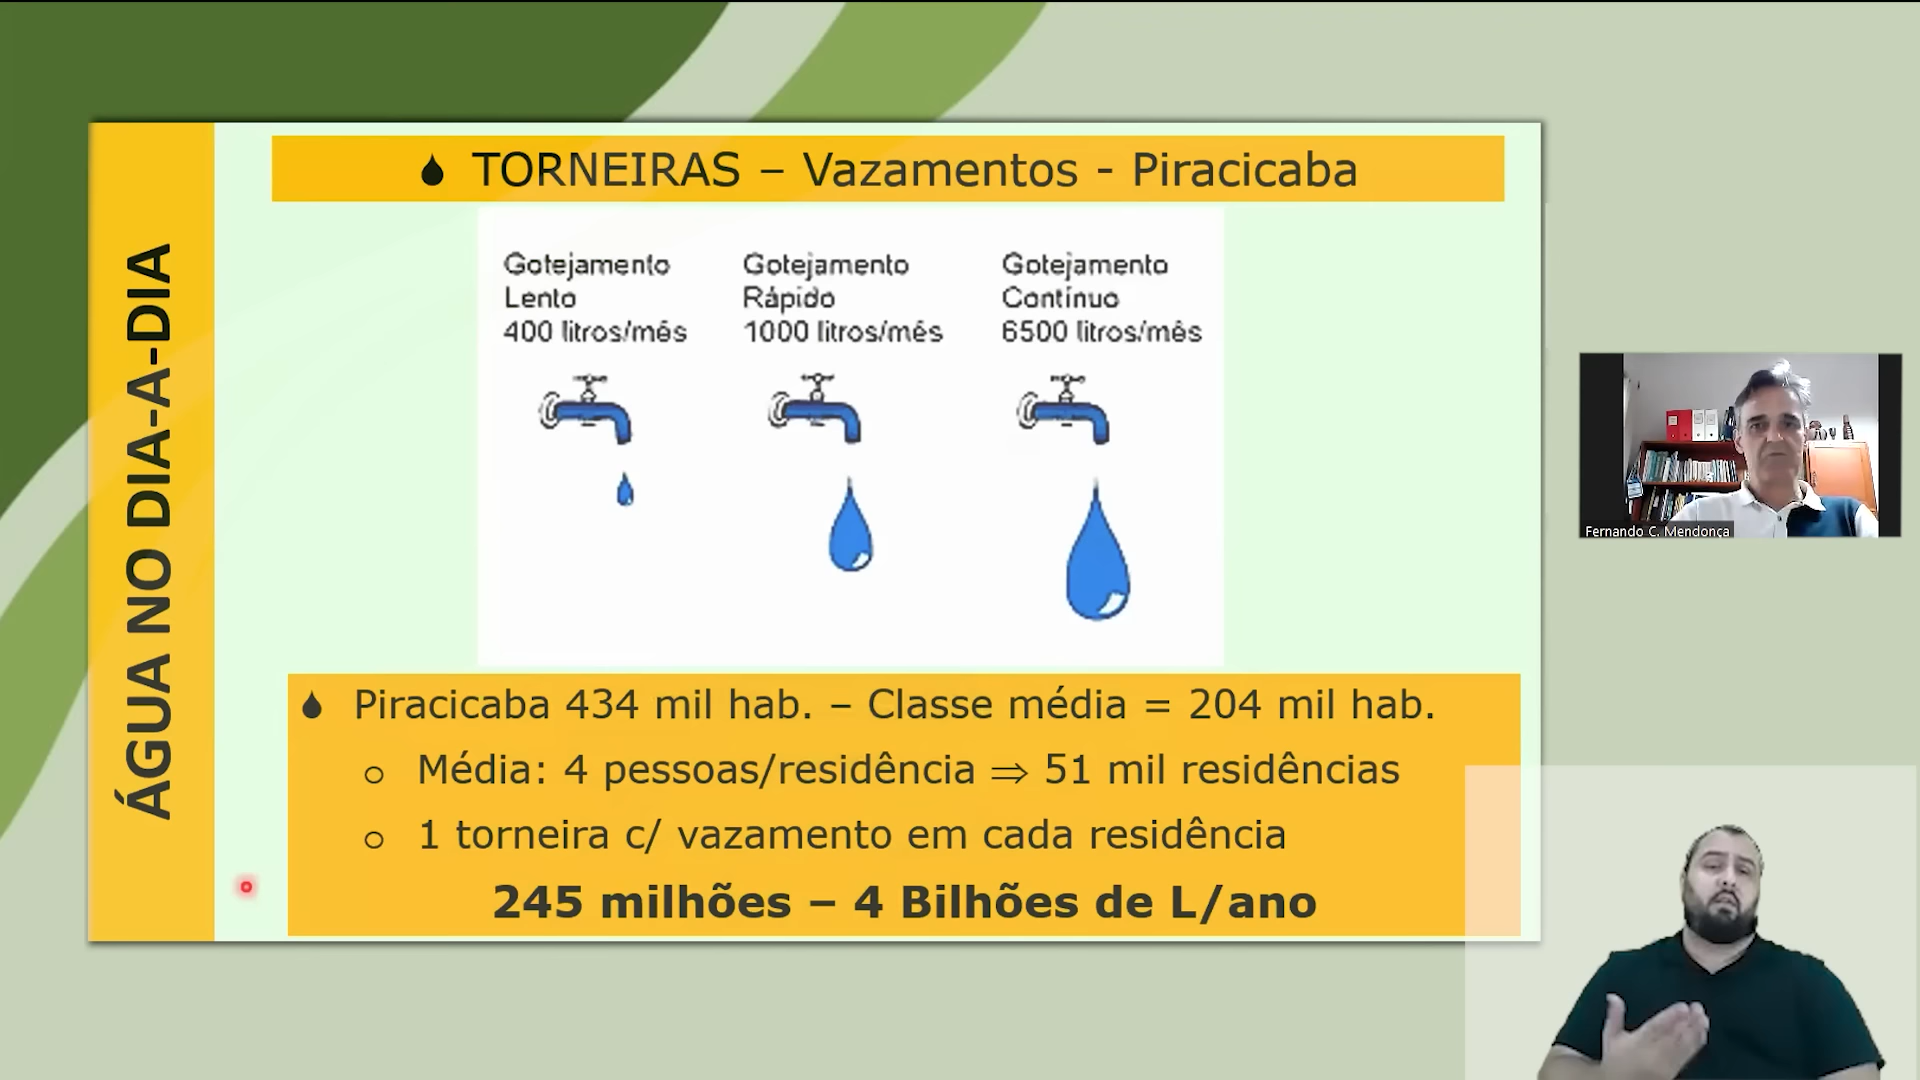 ÁGUA NO DIA-A-DIA
TORNEIRAS – Vazamentos - Piracicaba
Gotejamento
Lento
400 litros/mês
Gotejamento
Rápido
1000 litros/mês
Gotejamento
Contínuo
6500 litros/mês
Piracicaba 434 mil hab. – Classe média = 204 mil hab.
o Média: 4 pessoas/residência ⇒ 51 mil residências
o 1 torneira c/ vazamento em cada residência
245 milhões – 4 Bilhões de L/ano
Fernando C. Mendonça